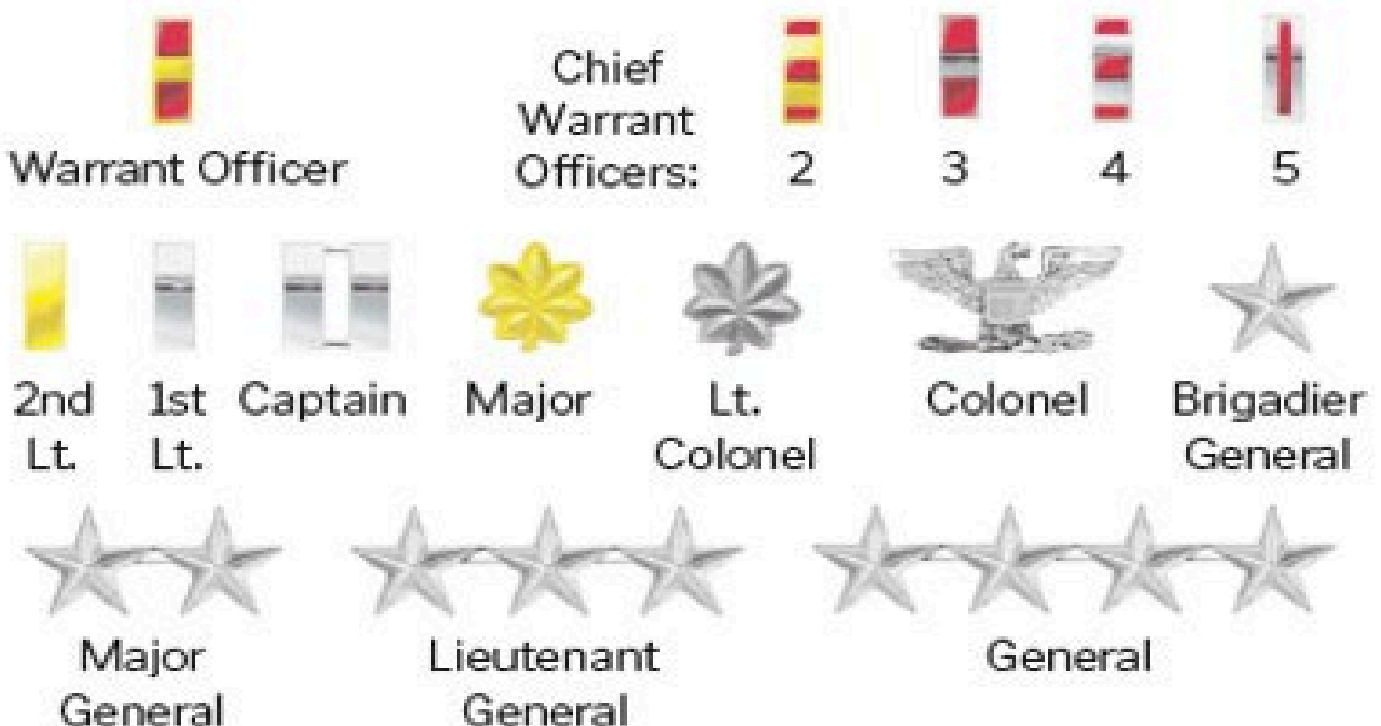 Warrant Officer
Chief
Warrant
Officers:
2
3
4
5
2nd
Lt.
1st
Lt.
Captain
Major
Lt.
Colonel
Colonel
Brigadier
General
Major
General
Lieutenant
General
General